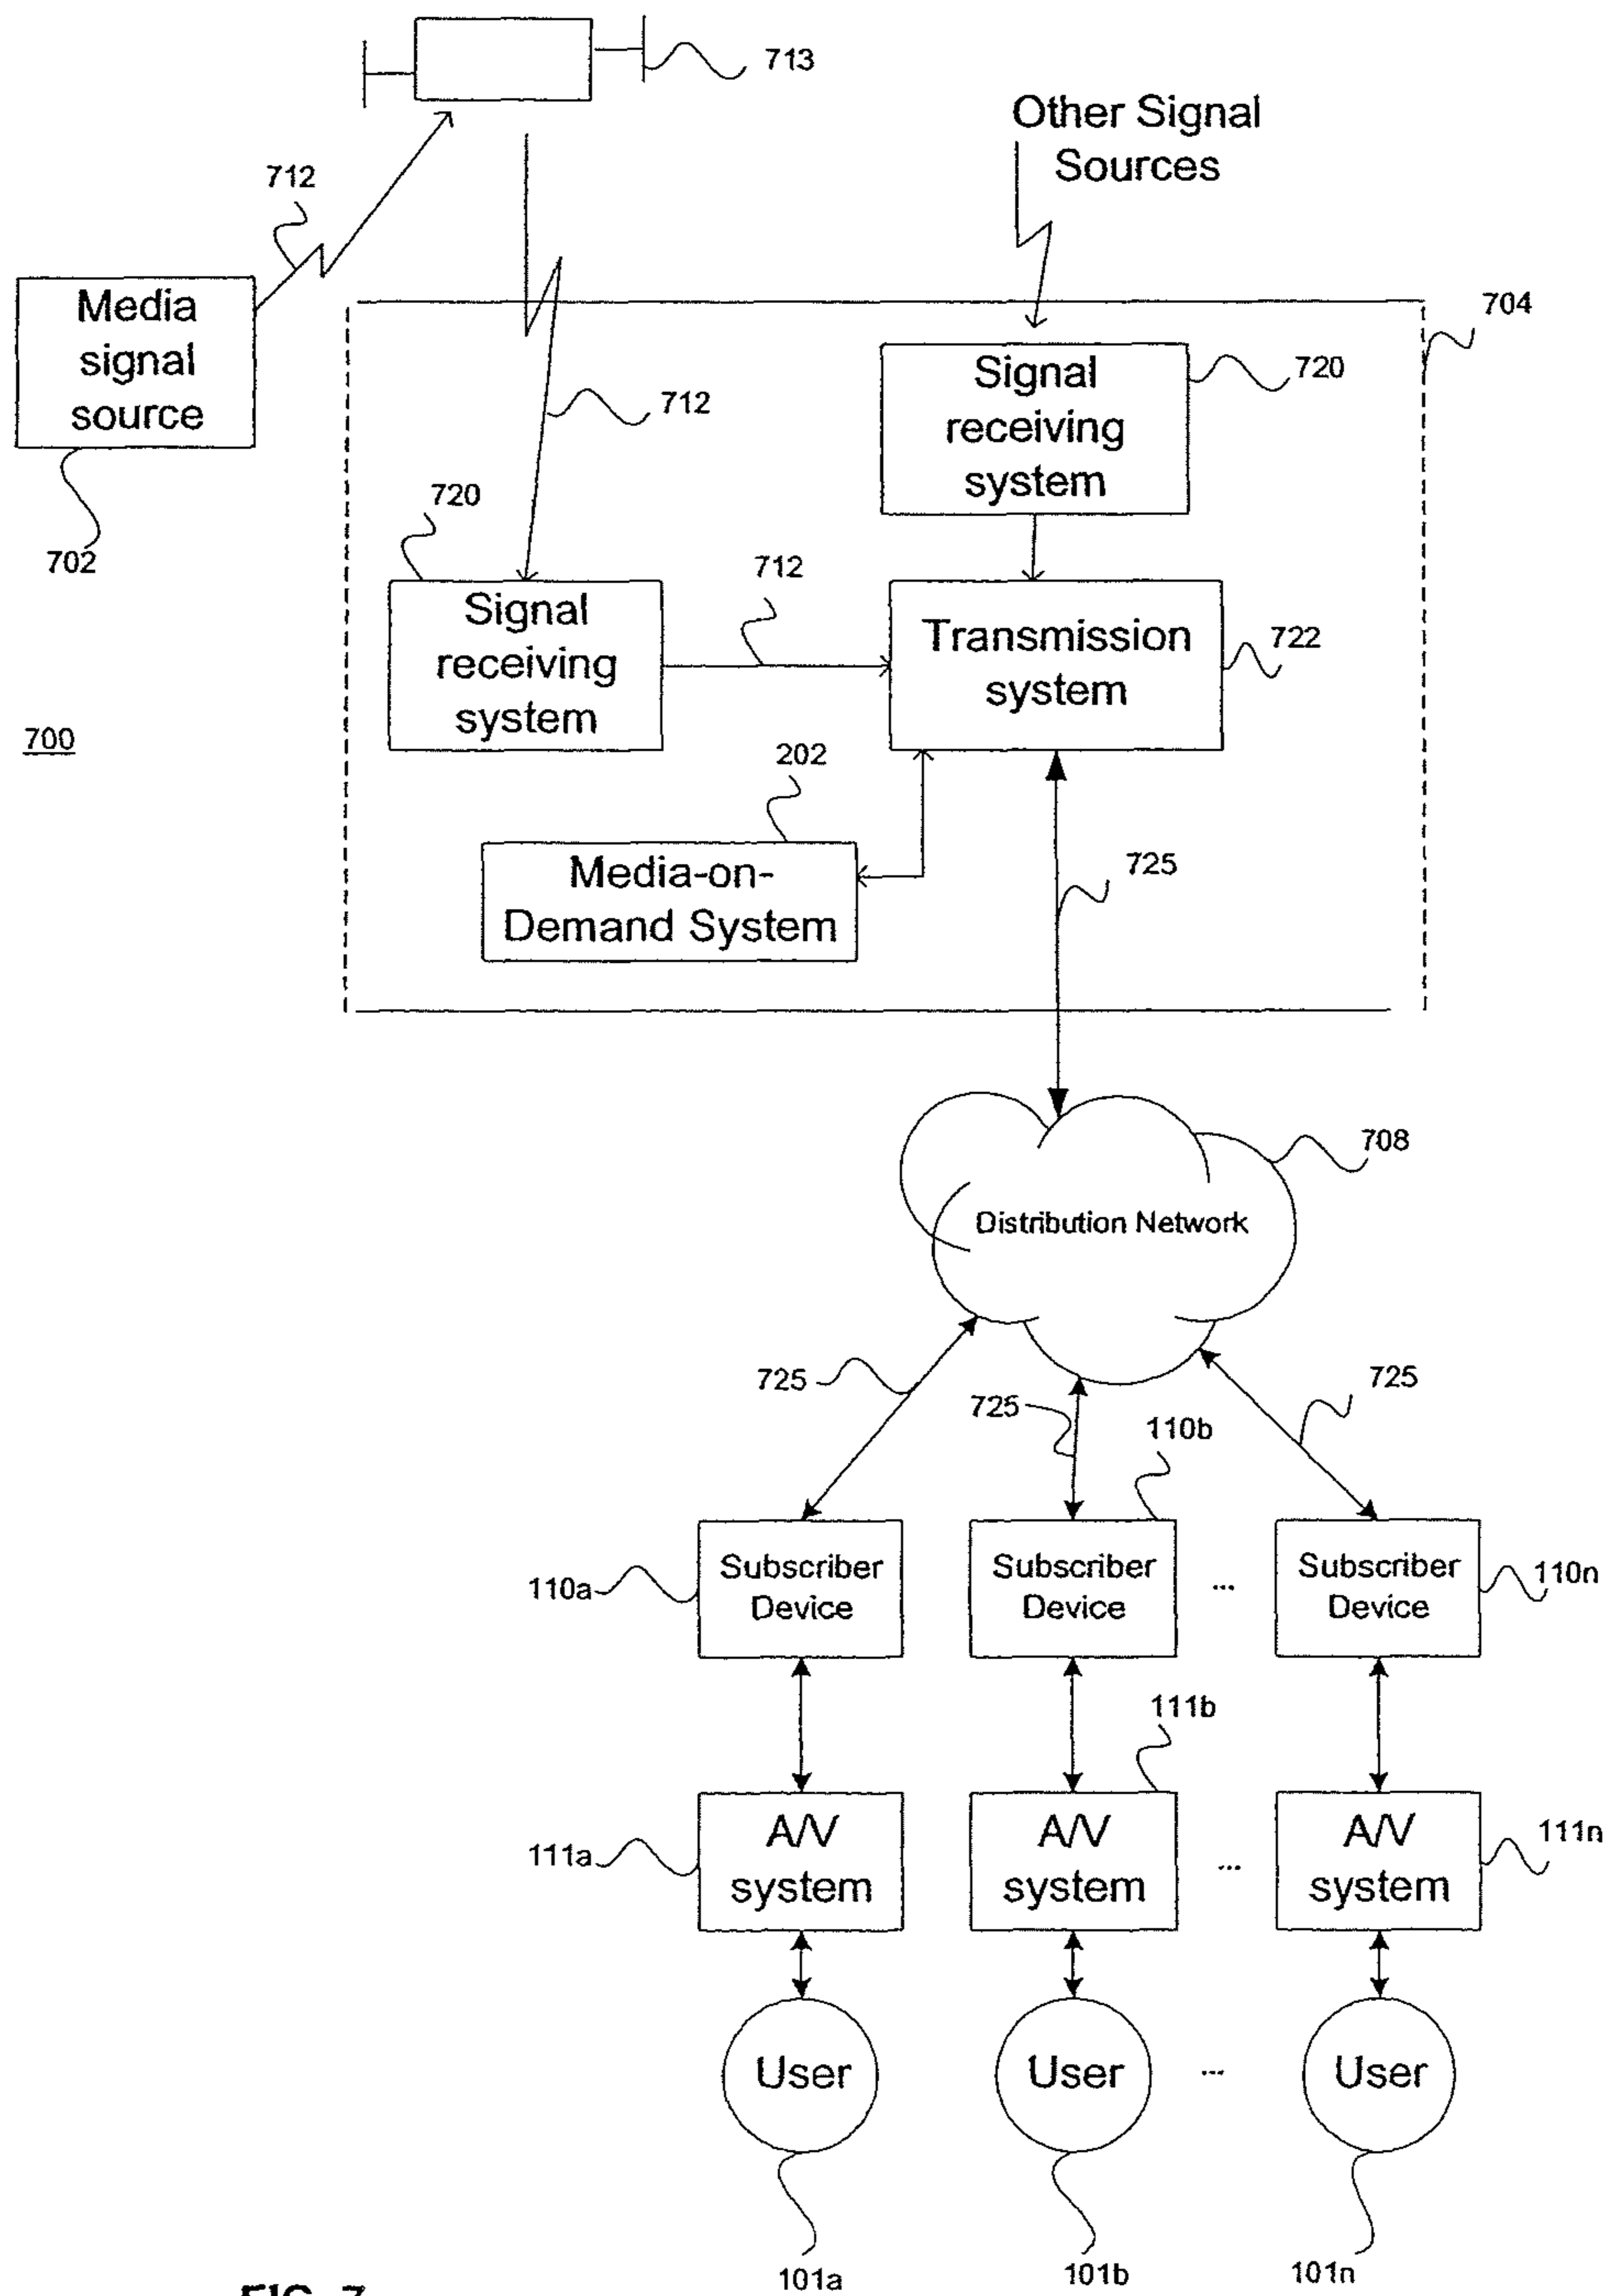 713
Other Signal
Sources
712
Media
signal
source
702
704
Signal
receiving
system
720
712
720
Signal
receiving
system
712
Transmission
system
722
700
202
Media-on-
Demand System
725
708
Distribution Network
725
725
725
110b
110a
Subscriber
Device
Subscriber
Device
...
Subscriber
Device
110n
111b
111a
A/V
system
A/V
system
...
A/V
system
111n
User
User
...
User
101a
101b
101n
FIG. 7